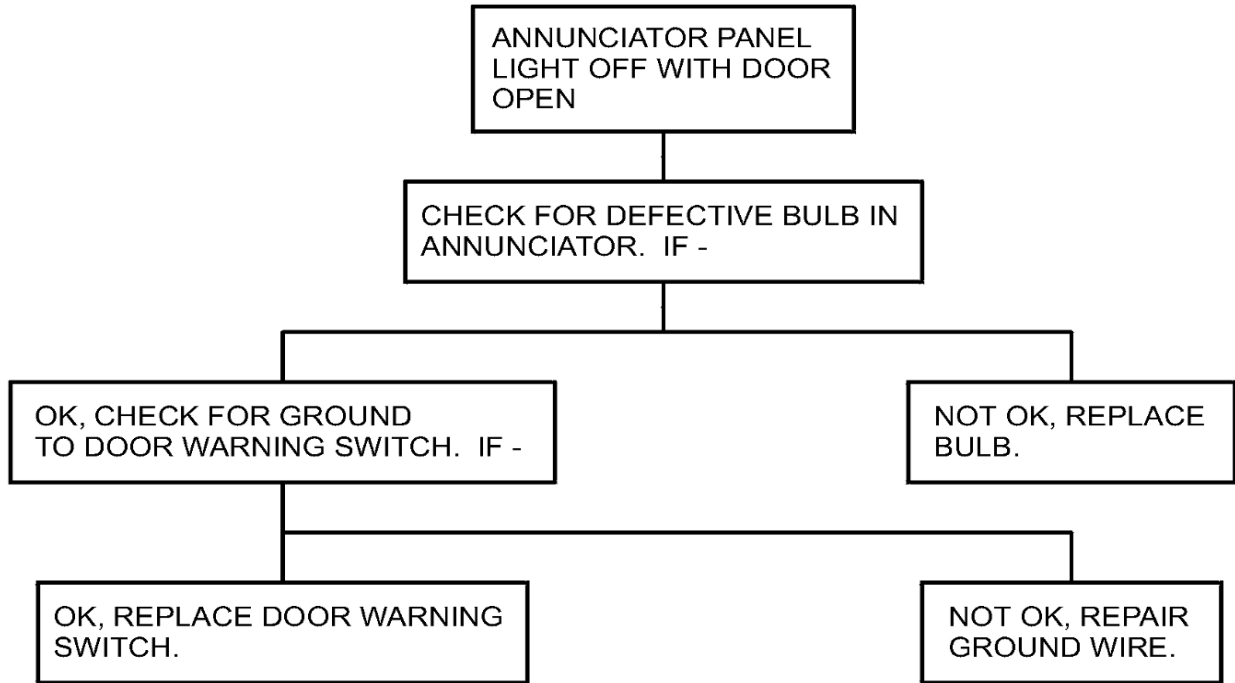 ANNUNCIATOR PANEL
LIGHT OFF WITH DOOR
OPEN
CHECK FOR DEFECTIVE BULB IN
ANNUNCIATOR. IF -
OK, CHECK FOR GROUND
TO DOOR WARNING SWITCH. IF -
NOT OK, REPLACE
BULB.
OK, REPLACE DOOR WARNING
SWITCH.
NOT OK, REPAIR
GROUND WIRE.